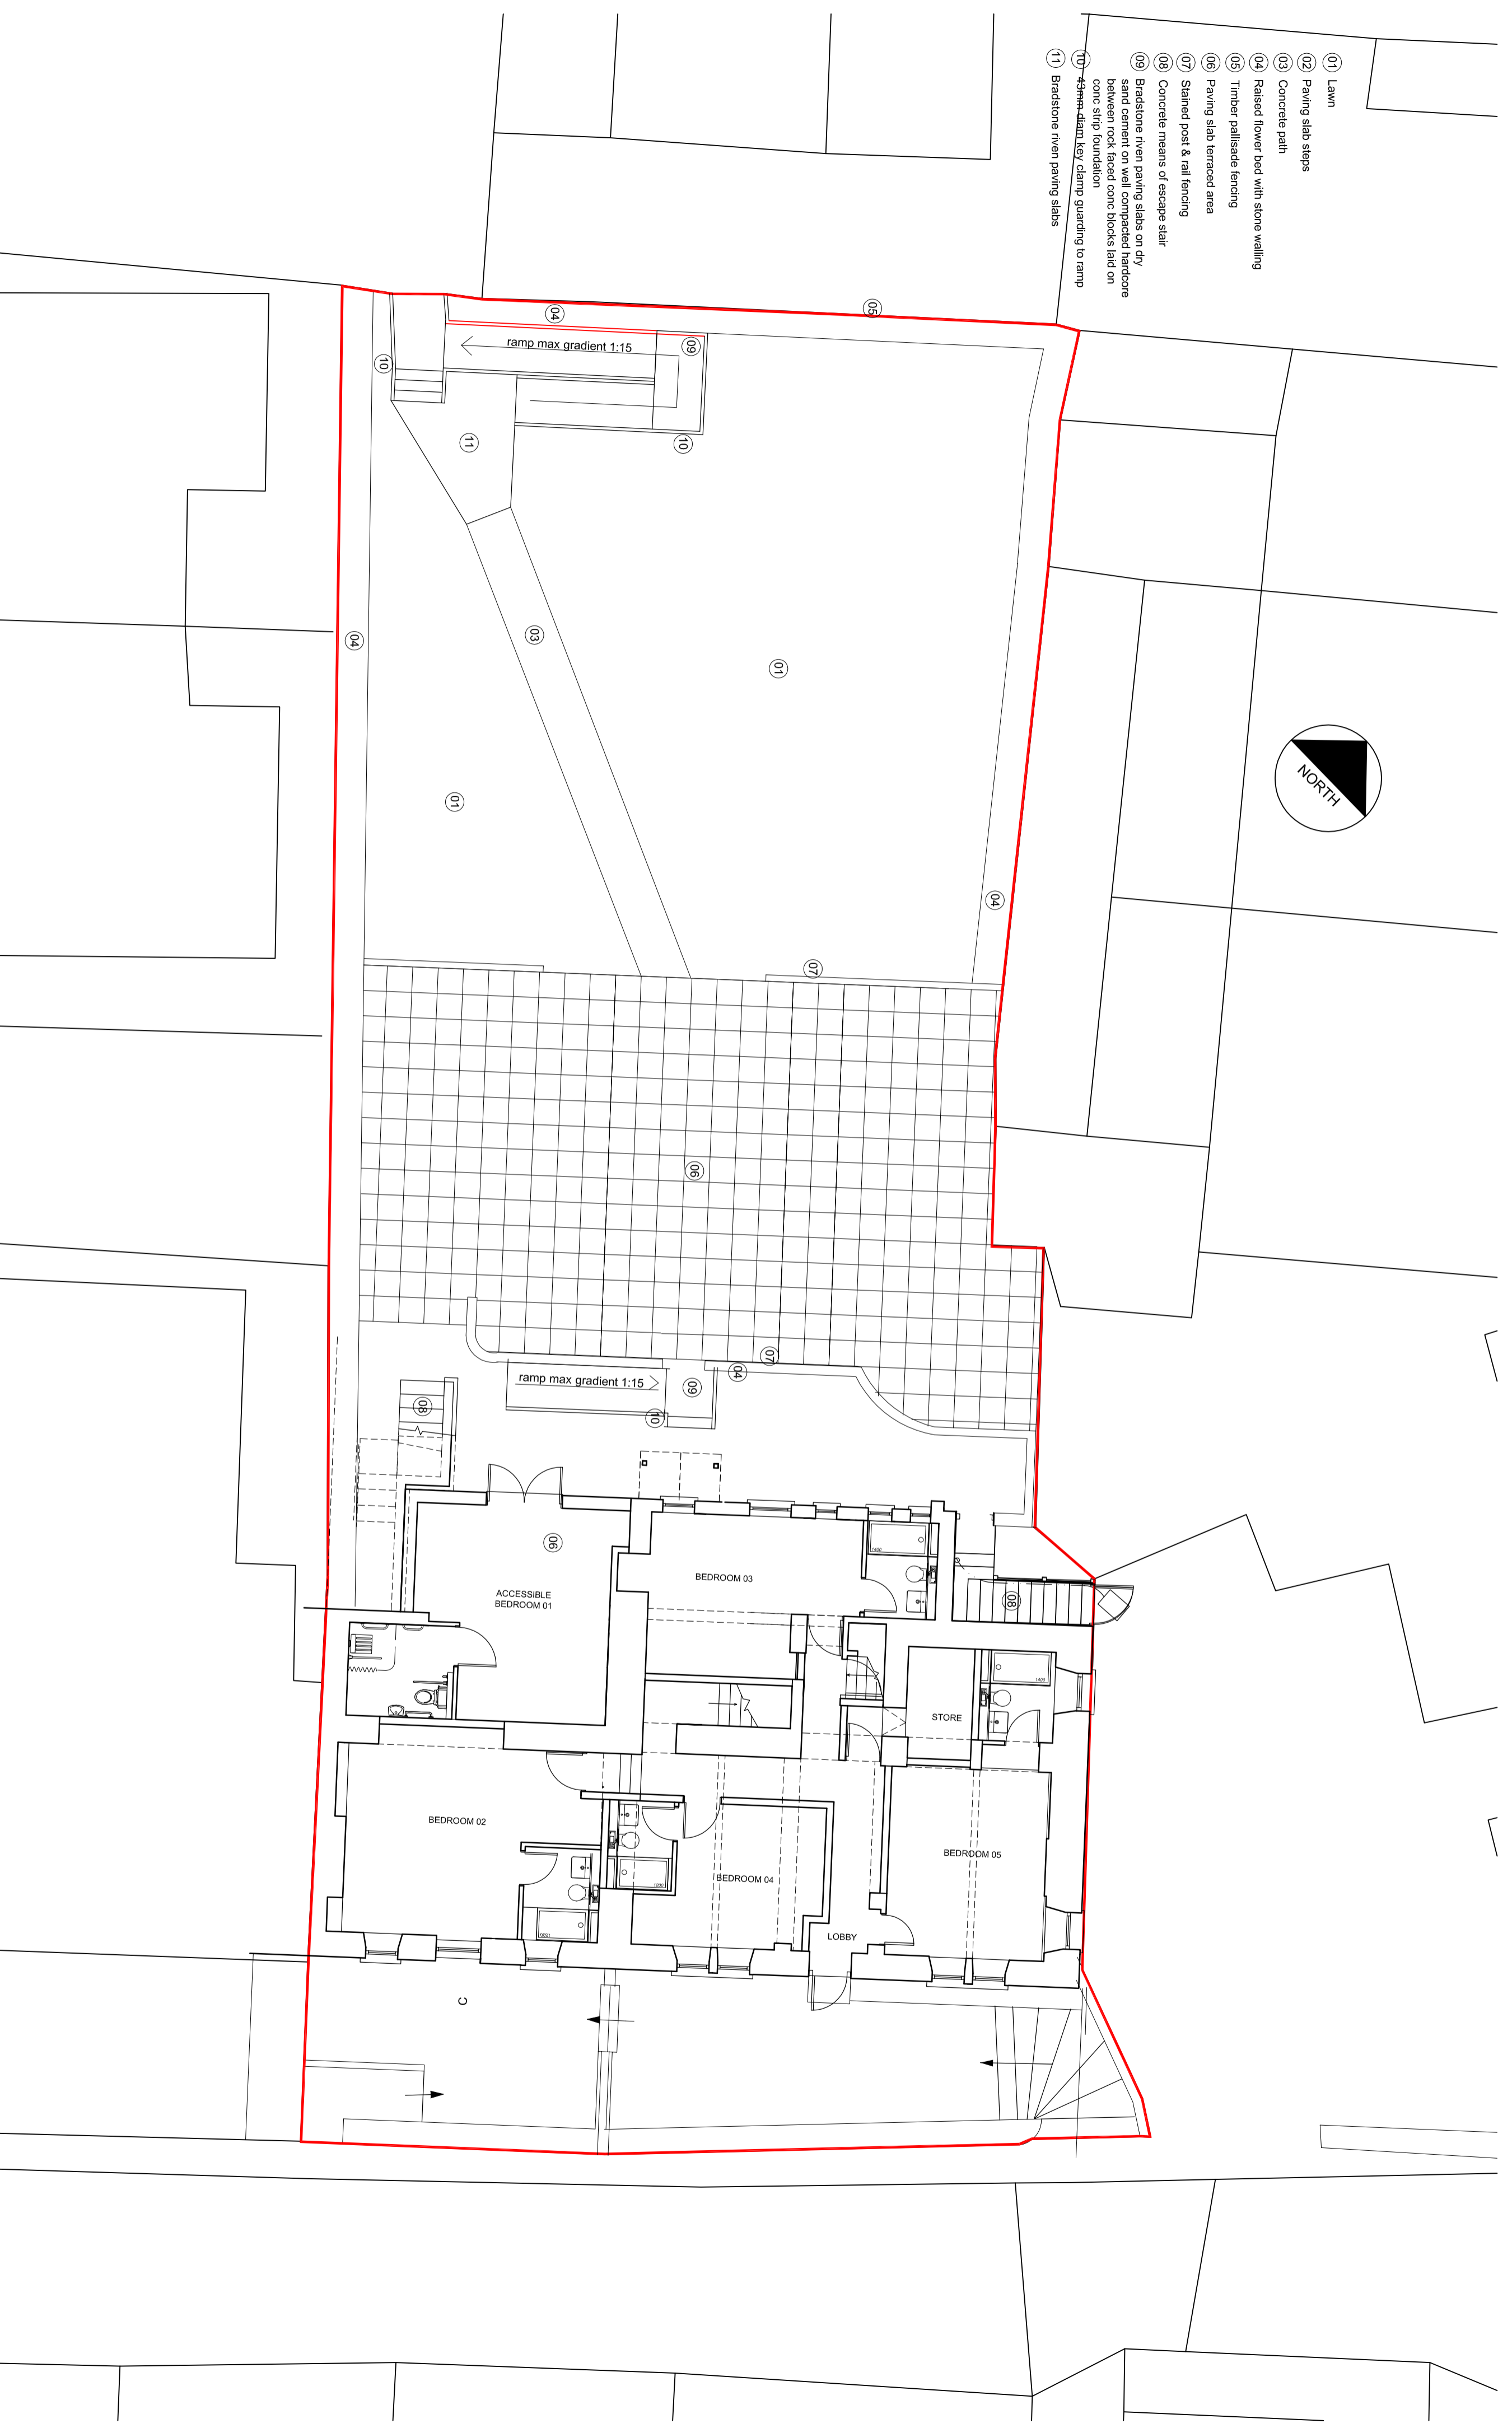 01 Lawn
02 Paving slab steps
03 Concrete path
04 Raised flower bed with stone walling
05 Timber pallisade fencing
06 Paving slab terraced area
07 Stained post & rail fencing
08 Concrete means of escape stair
09 Bradstone riven paving slabs on dry
sand cement on well compacted hardcore
between rock faced conc blocks laid on
conc strip foundation
10 43mm diam key clamp guarding to ramp
11 Bradstone riven paving slabs
05
04
ramp max gradient 1:15
09
10
11
10
03
04
01
NORTH
01
04
07
06
07
04
ramp max gradient 1:15
09
08
10
06
ACCESSIBLE
BEDROOM 01
BEDROOM 03
1400
08
1400
STORE
BEDROOM 02
BEDROOM 04
BEDROOM 05
1200
LOBBY
C